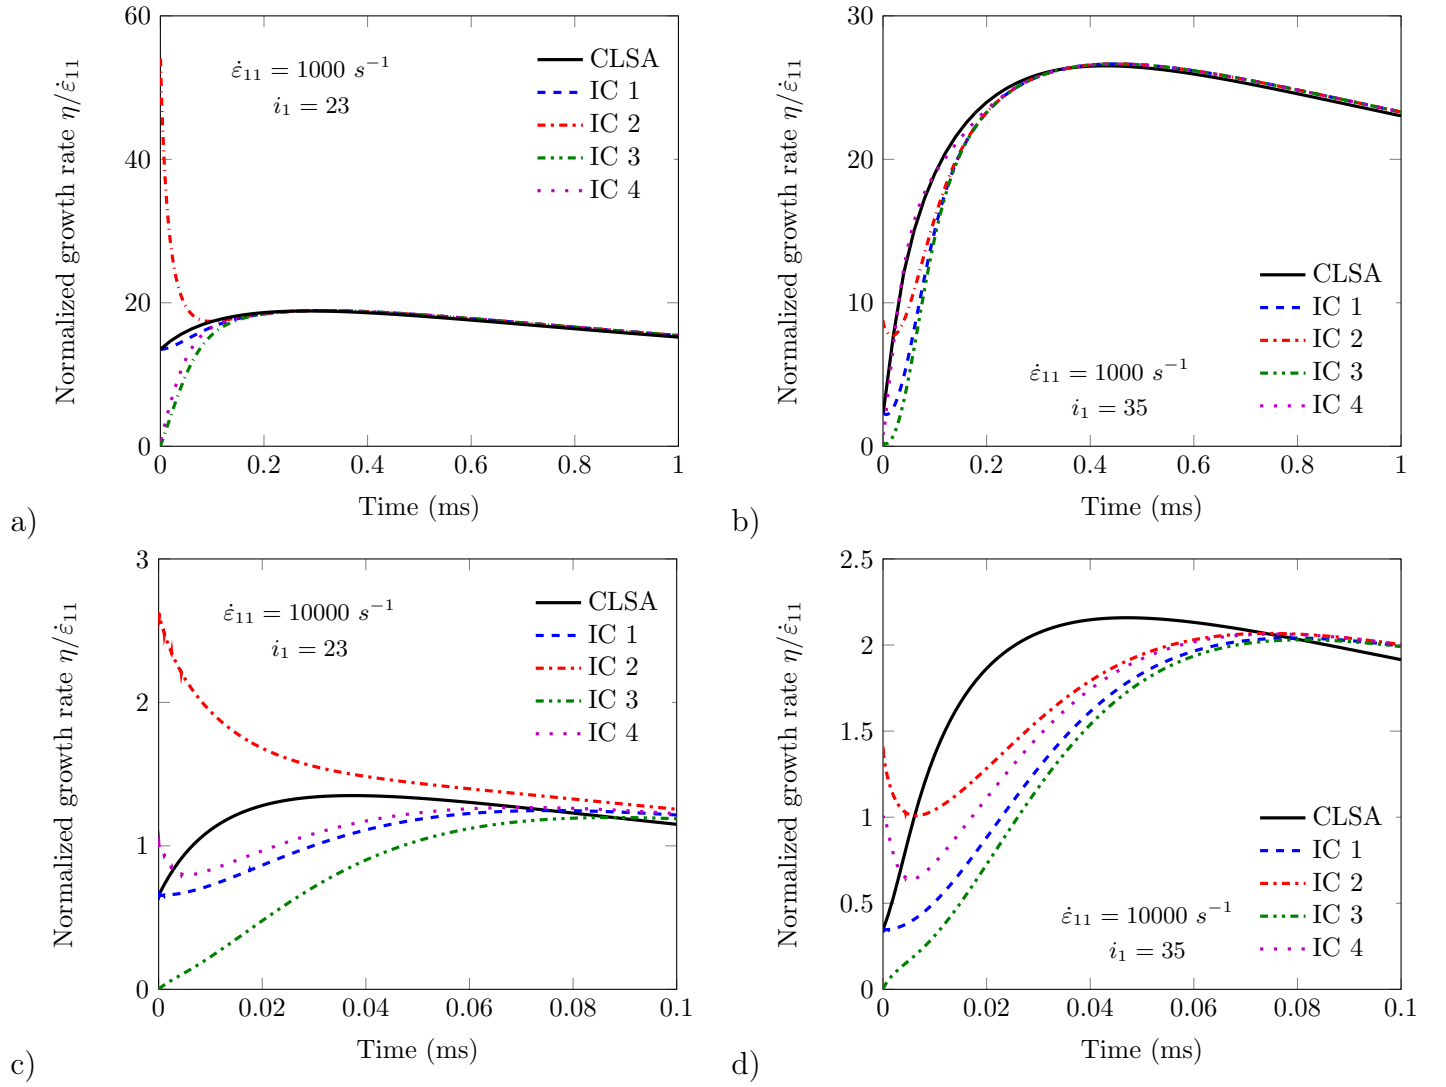 60
40
20
0
0
0.2
0.4
0.6
0.8
1
Normalized growth rate η/ε̇₁₁
Time (ms)
ε̇₁₁ = 1000 s⁻¹
i₁ = 23
CLSA
IC 1
IC 2
IC 3
IC 4
a)
30
20
10
0
0
0.2
0.4
0.6
0.8
1
Normalized growth rate η/ε̇₁₁
Time (ms)
ε̇₁₁ = 1000 s⁻¹
i₁ = 35
CLSA
IC 1
IC 2
IC 3
IC 4
b)
3
2
1
0
0
0.02
0.04
0.06
0.08
0.1
Normalized growth rate η/ε̇₁₁
Time (ms)
ε̇₁₁ = 10000 s⁻¹
i₁ = 23
CLSA
IC 1
IC 2
IC 3
IC 4
c)
2.5
2
1.5
1
0.5
0
0
0.02
0.04
0.06
0.08
0.1
Normalized growth rate η/ε̇₁₁
Time (ms)
ε̇₁₁ = 10000 s⁻¹
i₁ = 35
CLSA
IC 1
IC 2
IC 3
IC 4
d)